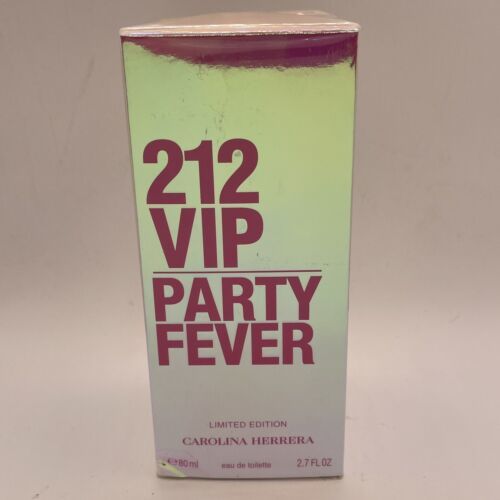 212
VIP
PARTY
FEVER
LIMITED EDITION
CAROLINA HERRERA
℮ 80 ml eau de toilette 2.7 FL OZ